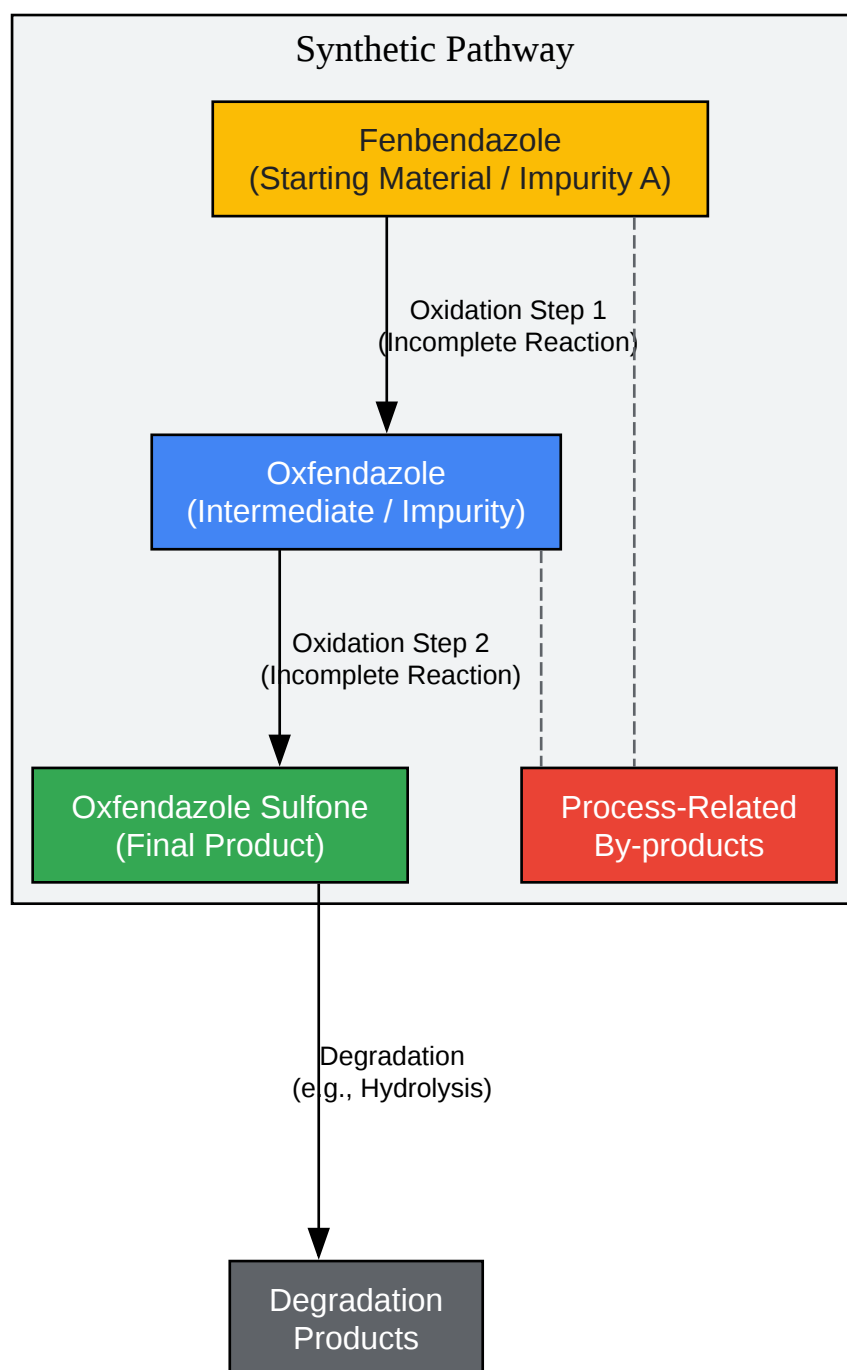 Synthetic Pathway
Fenbendazole
(Starting Material / Impurity A)
Oxidation Step 1
(Incomplete Reaction)
Oxfendazole
(Intermediate / Impurity)
Oxidation Step 2
(Incomplete Reaction)
Oxfendazole Sulfone
(Final Product)
Process-Related
By-products
Degradation
(e.g., Hydrolysis)
Degradation
Products